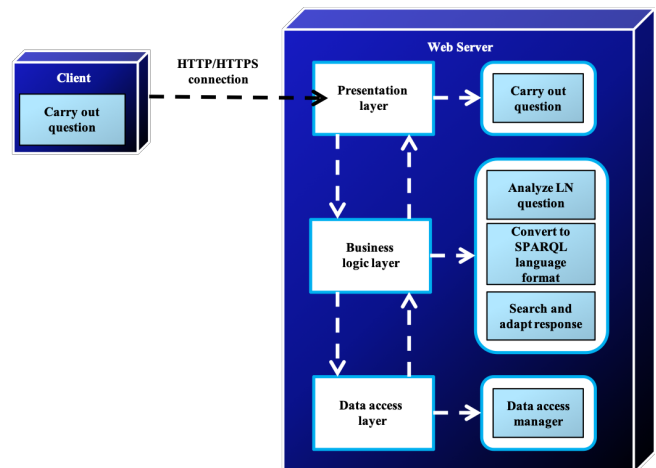 Web Server
Client
Carry out
question
HTTP/HTTPS
connection
Presentation
layer
Carry out
question
Business
logic layer
Analyze LN
question
Convert to
SPARQL
language
format
Search and
adapt response
Data access
layer
Data access
manager